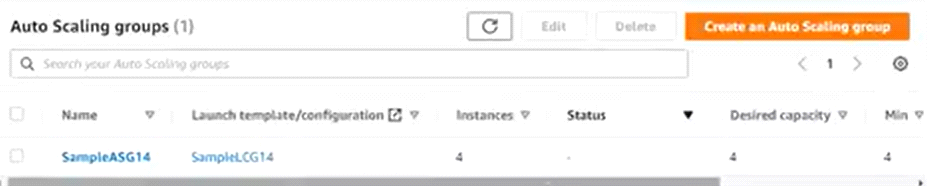 Auto Scaling groups (1)
Edit
Delete
Create an Auto Scaling group
Search your Auto Scaling groups
1
Name Launch template/configuration Instances Status Desired capacity Min
SampleASG14 SampleLCG14 4 - 4 4